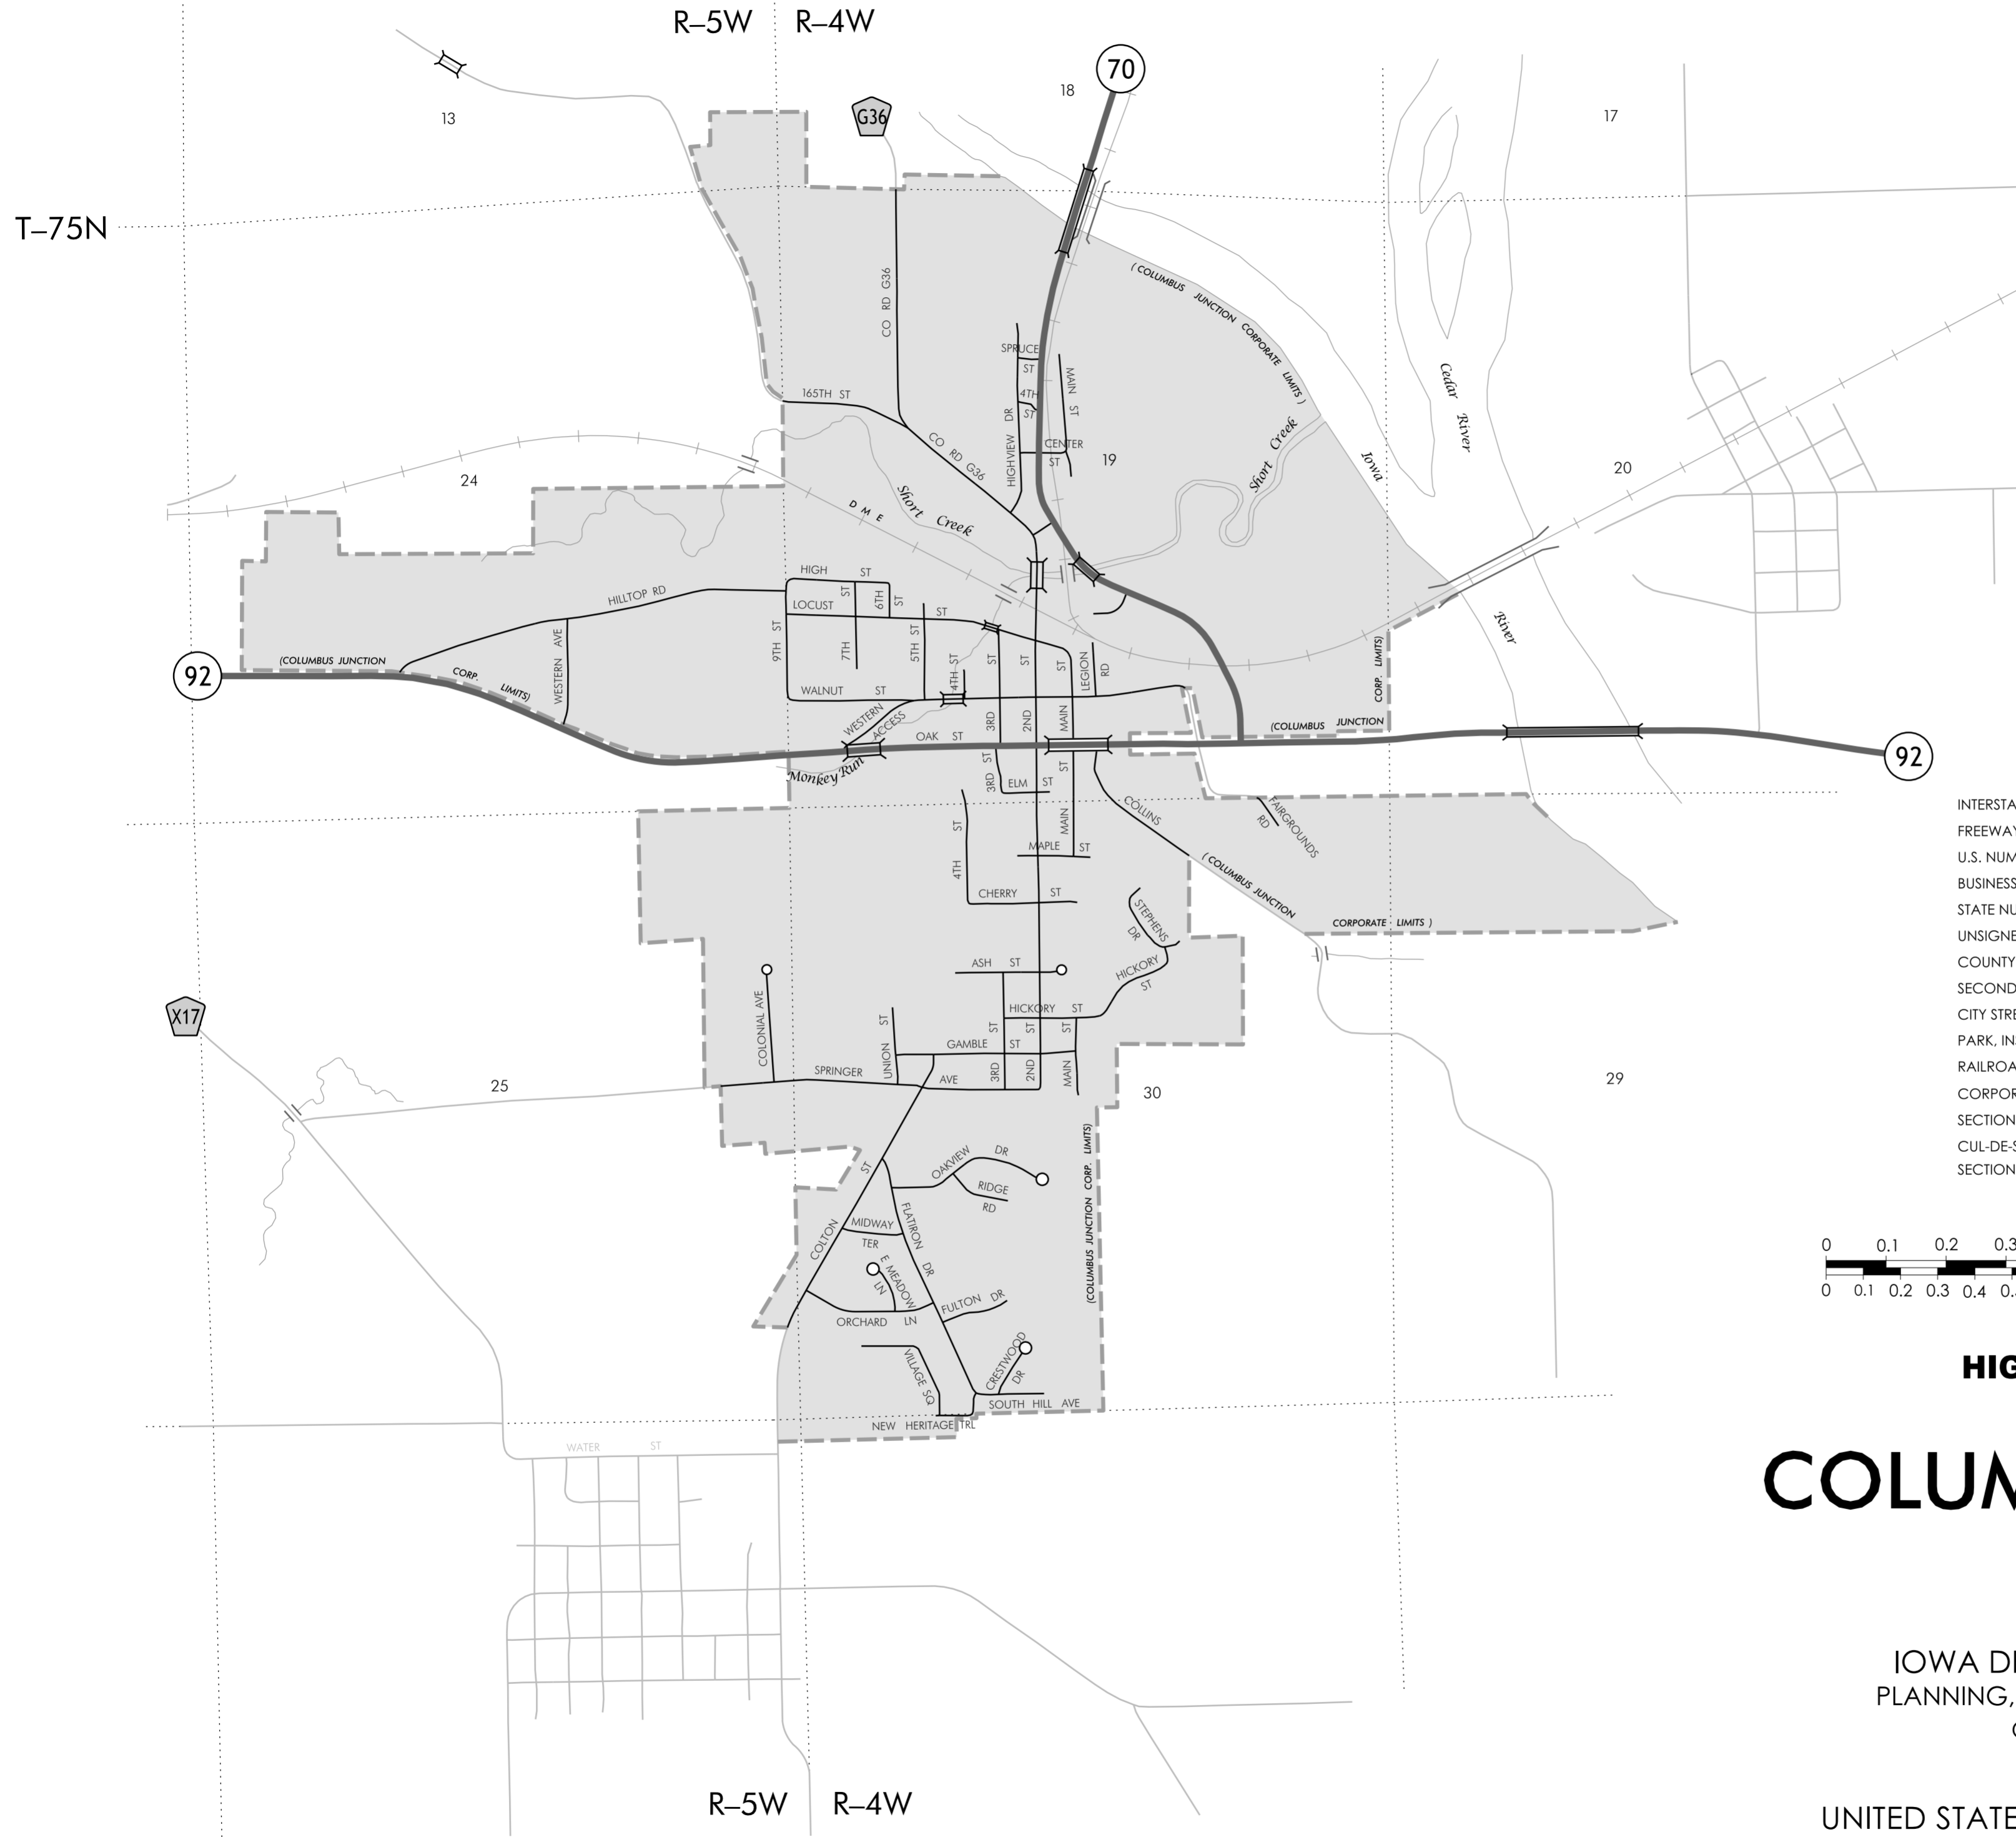 R–5W R–4W
70
18
17
13
G36
T–75N
CO RD G36
(COLUMBUS JUNCTION CORPORATE LIMITS)
SPRUCE
ST
MAIN ST
Cedar River
165TH ST
4TH
ST
HIGHVIEW DR
CO RD G36
CENTER
ST
19
Short Creek
Iowa
River
20
24
Short Creek
DME
HIGH ST
HILLTOP RD
LOCUST ST
6TH ST
7TH ST
5TH ST
9TH ST
4TH ST
3RD ST
2ND ST
MAIN ST
LEGION RD
WESTERN AVE
92
(COLUMBUS JUNCTION
CORP. LIMITS)
WALNUT ST
WESTERN
ACCESS
OAK ST
CORP. LIMITS)
(COLUMBUS JUNCTION
92
Monkey Run
3RD ST
ELM ST
MAIN ST
COLLINS
FAIRGROUNDS
RD
4TH ST
MAPLE ST
(COLUMBUS JUNCTION
CORPORATE LIMITS )
CHERRY ST
STEPHENS
DR
ASH ST
HICKORY
ST
HICKORY ST
COLONIAL AVE
UNION ST
3RD ST
2ND ST
MAIN ST
GAMBLE ST
X17
SPRINGER AVE
25
30
29
(COLUMBUS JUNCTION CORP. LIMITS)
COLTON ST
OAKVIEW DR
RIDGE
RD
FLATIRON DR
MIDWAY
TER
E MEADOW
LN
FULTON DR
ORCHARD LN
VILLAGE SQ
CRESTWOOD
DR
SOUTH HILL AVE
NEW HERITAGE TRL
WATER ST
R–5W R–4W
INTERSTA
FREEWAY
U.S. NUM
BUSINESS
STATE NU
UNSIGNE
COUNTY
SECOND
CITY STRE
PARK, IN
RAILROA
CORPOR
SECTION
CUL-DE-S
SECTION
0 0.1 0.2 0.3
0 0.1 0.2 0.3 0.4
HIG
COLUM
IOWA D
PLANNING,
UNITED STATE